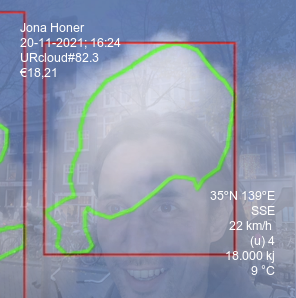 Jona Honer
20-11-2021; 16:24
URcloud#82.3
€18,21
35°N 139°E
SSE
22 km/h
(u) 4
18.000 kj
9 °C